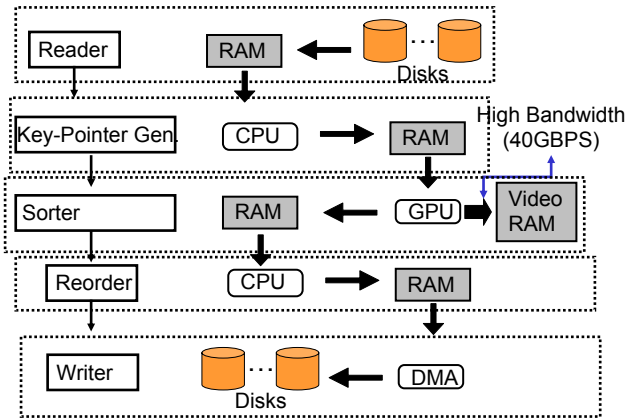 Reader
RAM
...
Disks
Key-Pointer Gen.
CPU
RAM
High Bandwidth
(40GBPS)
Sorter
RAM
GPU
Video
RAM
Reorder
CPU
RAM
Writer
...
Disks
DMA